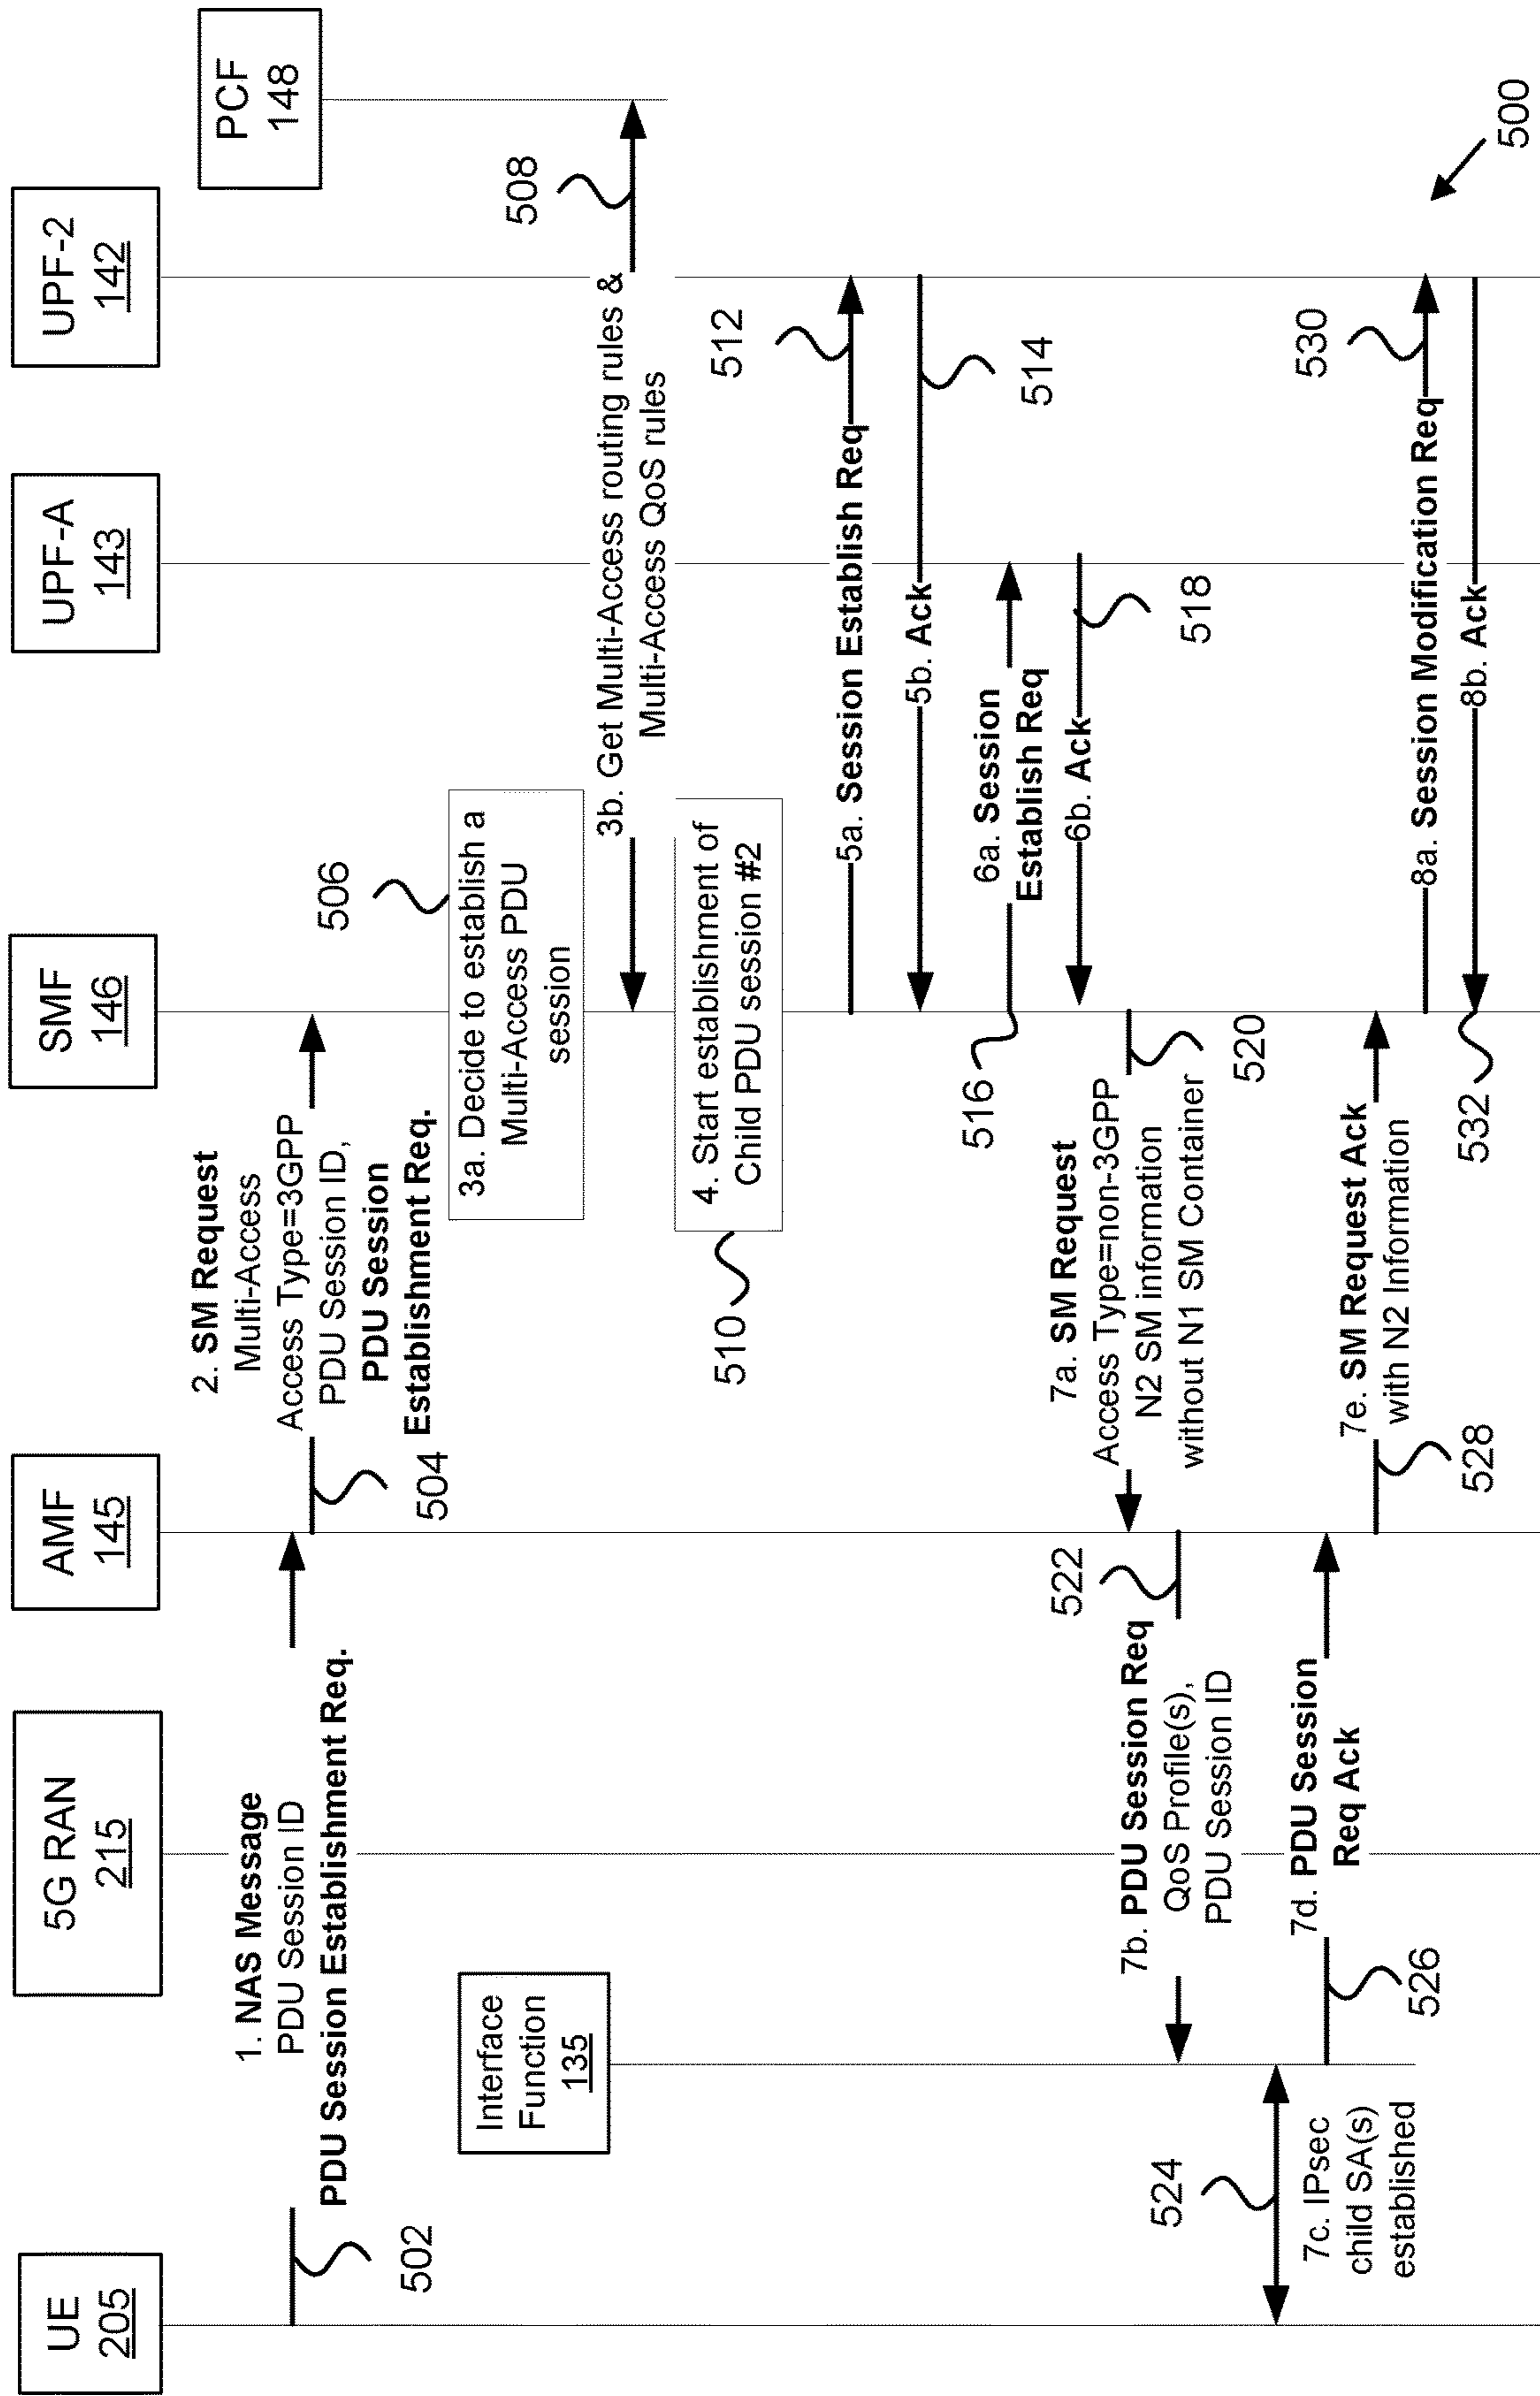 UE
205
5G RAN
215
AMF
145
SMF
146
UPF-A
143
UPF-2
142
PCF
148
1. NAS Message
PDU Session ID
PDU Session Establishment Req.
502
2. SM Request
Multi-Access
Access Type=3GPP
PDU Session ID,
PDU Session
Establishment Req.
504
506
3a. Decide to establish a
Multi-Access PDU
session
Interface
Function
135
508
3b. Get Multi-Access routing rules &
Multi-Access QoS rules
4. Start establishment of
Child PDU session #2
510
512
5a. Session Establish Req
5b. Ack
514
6a. Session
Establish Req
516
6b. Ack
518
7a. SM Request
Access Type=non-3GPP
N2 SM information
without N1 SM Container
520
522
7b. PDU Session Req
QoS Profile(s),
PDU Session ID
524
7c. IPsec
child SA(s)
established
7d. PDU Session
Req Ack
526
7e. SM Request Ack
with N2 Information
528
530
8a. Session Modification Req
8b. Ack
532
500